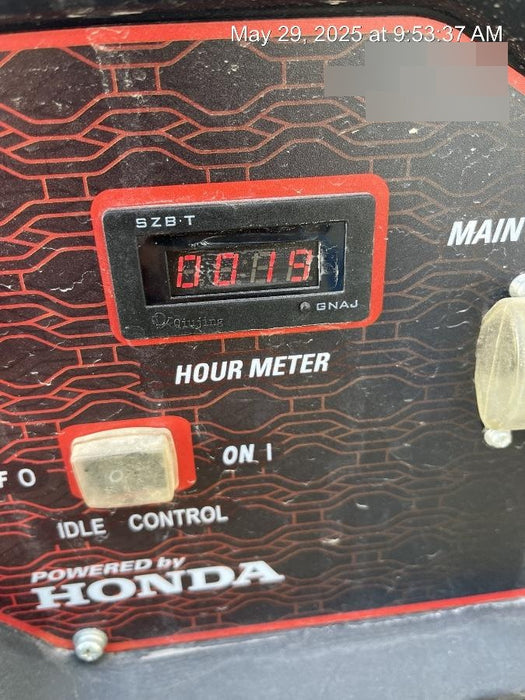 May 29, 2025 at 9:53:37 AM
SZB·T
MAIN
0019
GNAJ
Qiujing
HOUR METER
F O
ON I
IDLE CONTROL
POWERED by
HONDA